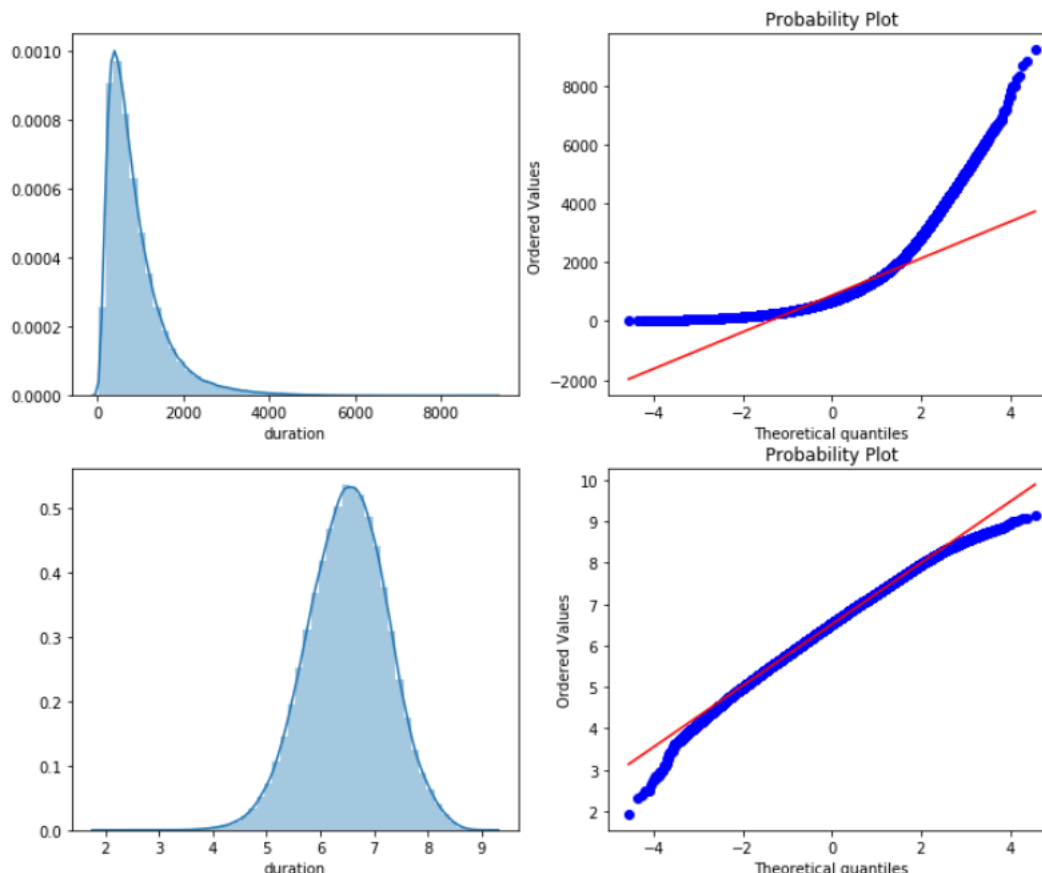 Probability Plot
0.0010
0.0008
0.0006
0.0004
0.0002
0.0000
0 2000 4000 6000 8000
duration
Ordered Values
8000
6000
4000
2000
0
−2000
−4 −2 0 2 4
Theoretical quantiles
Probability Plot
0.5
0.4
0.3
0.2
0.1
0.0
2 3 4 5 6 7 8 9
duration
Ordered Values
10
9
8
7
6
5
4
3
2
−4 −2 0 2 4
Theoretical quantiles